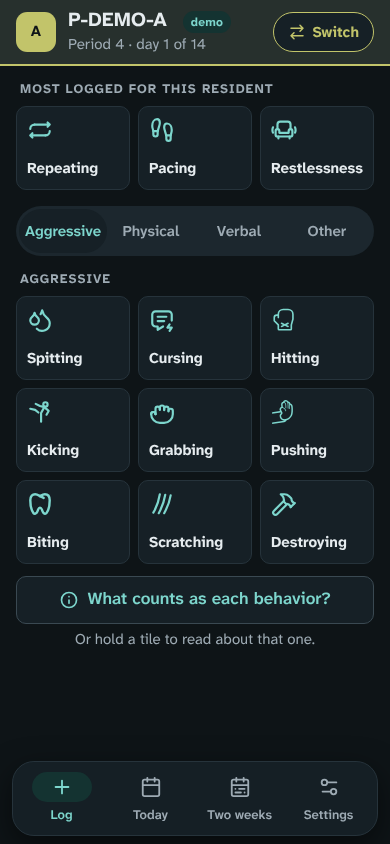 A
P-DEMO-A demo
Period 4 · day 1 of 14
Switch
MOST LOGGED FOR THIS RESIDENT
Repeating
Pacing
Restlessness
Aggressive
Physical
Verbal
Other
AGGRESSIVE
Spitting
Cursing
Hitting
Kicking
Grabbing
Pushing
Biting
Scratching
Destroying
What counts as each behavior?
Or hold a tile to read about that one.
Log
Today
Two weeks
Settings